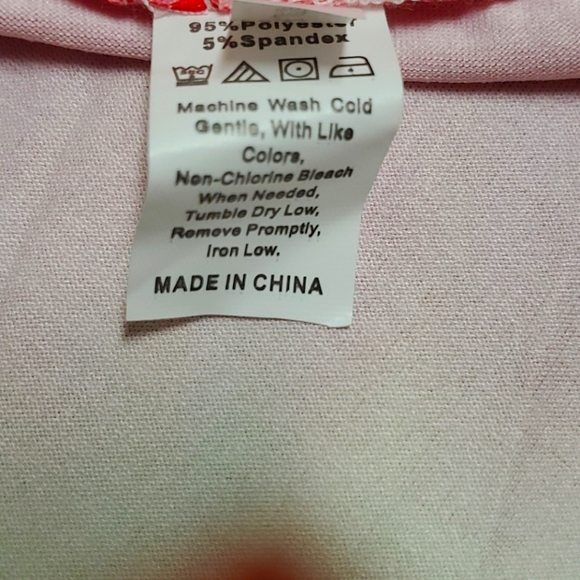 95%Polyester
5%Spandex
Machine Wash Cold
Gentle, With Like
Colors,
Non-Chlorine Bleach
When Needed,
Tumble Dry Low,
Remove Promptly,
Iron Low.
MADE IN CHINA